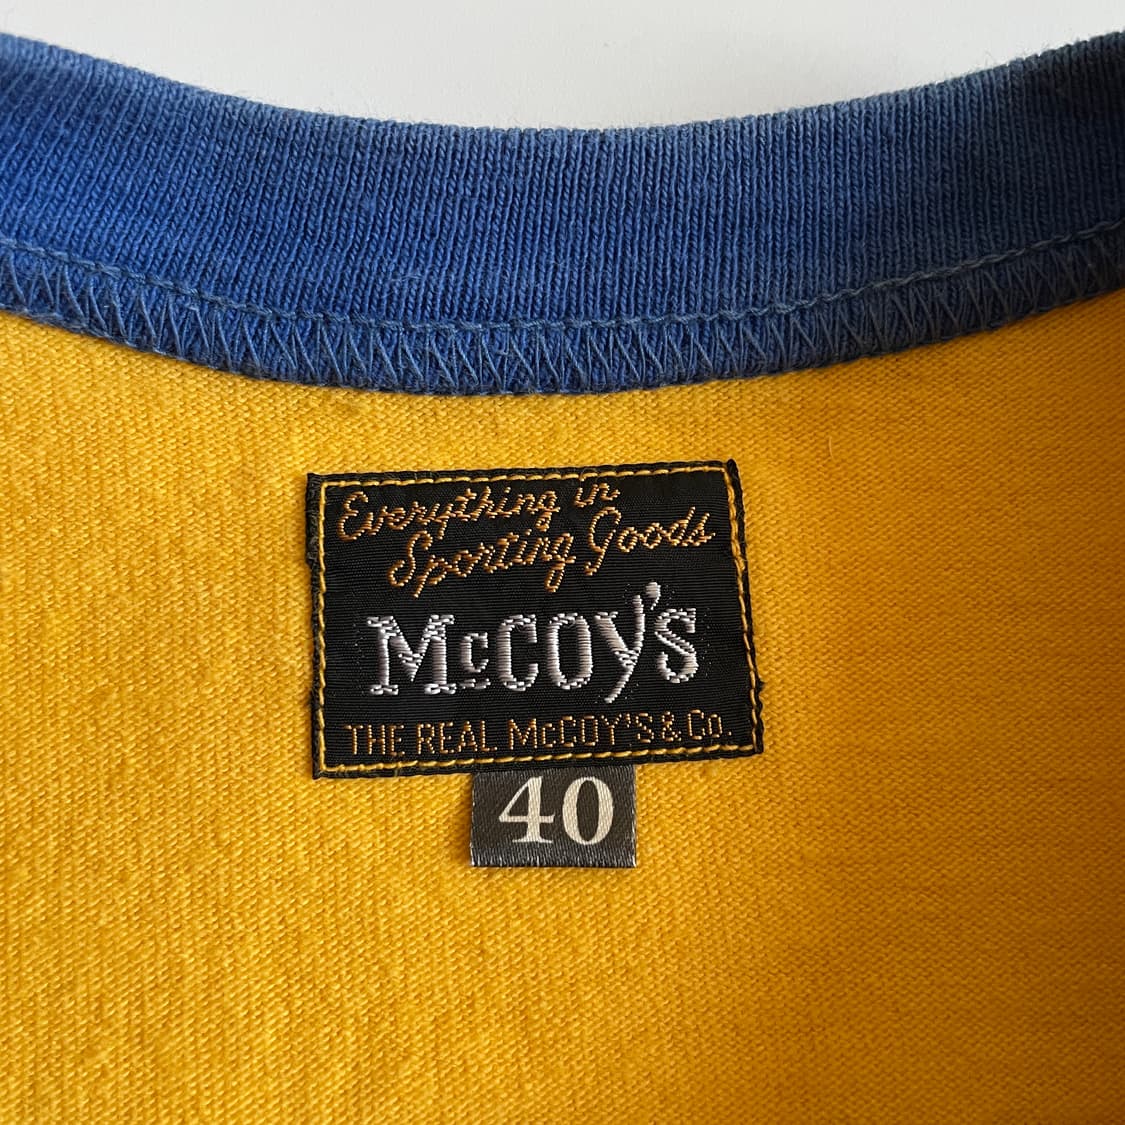 Everything in
Sporting Goods
McCOY'S
THE REAL McCOY'S & Co.
40